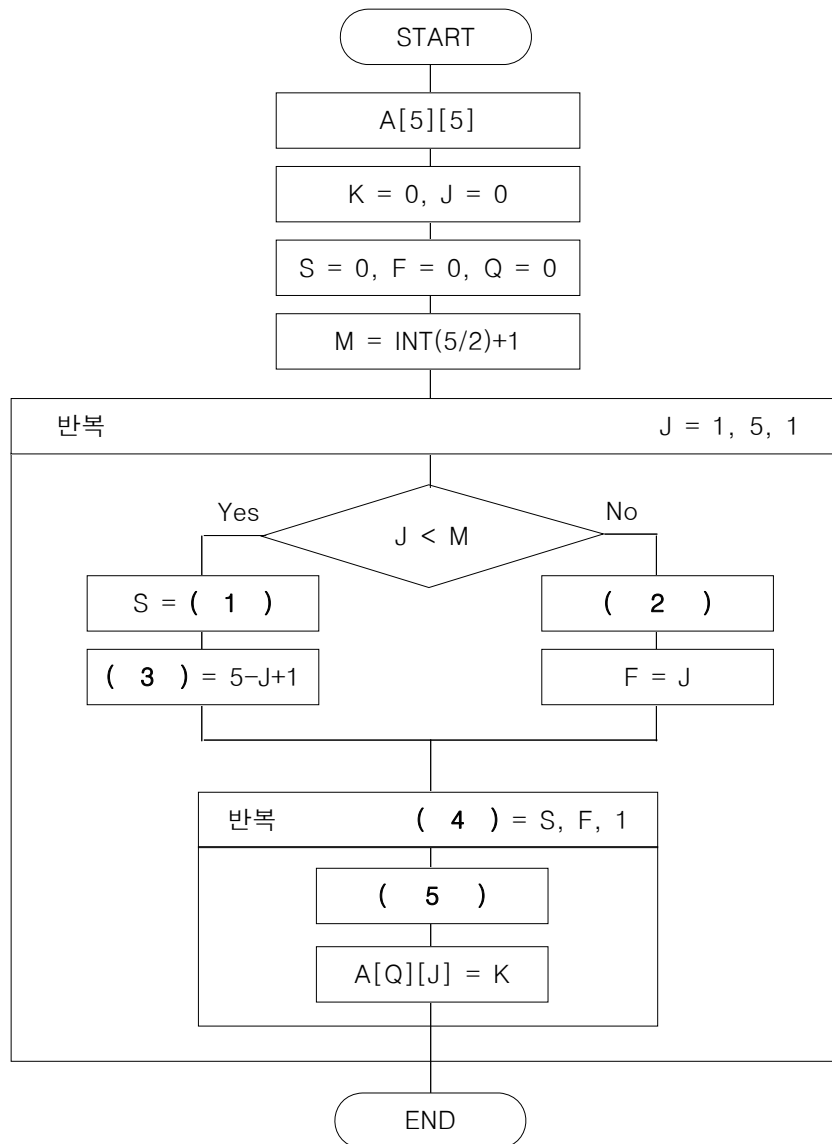 START
A[5][5]
K = 0, J = 0
S = 0, F = 0, Q = 0
M = INT(5/2)+1
반복 J = 1, 5, 1
Yes
No
J < M
S = ( 1 )
( 2 )
( 3 ) = 5-J+1
F = J
반복 ( 4 ) = S, F, 1
( 5 )
A[Q][J] = K
END